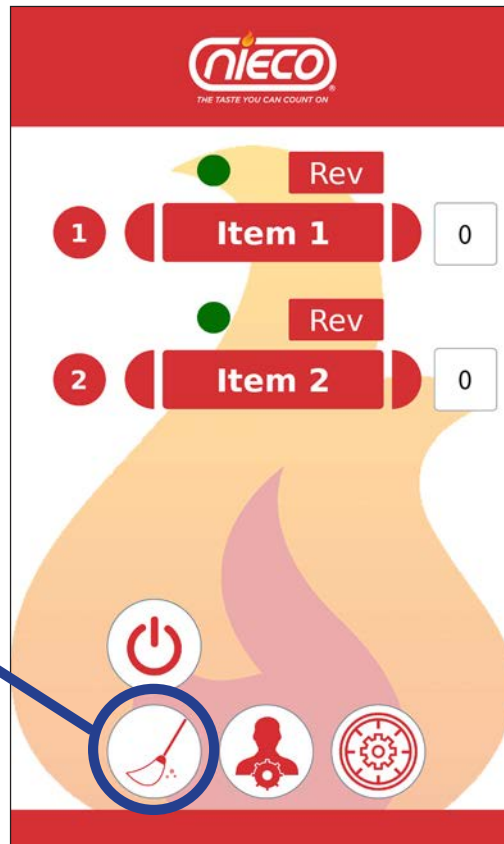 nieco
THE TASTE YOU CAN COUNT ON
Rev
1 Item 1 0
Rev
2 Item 2 0